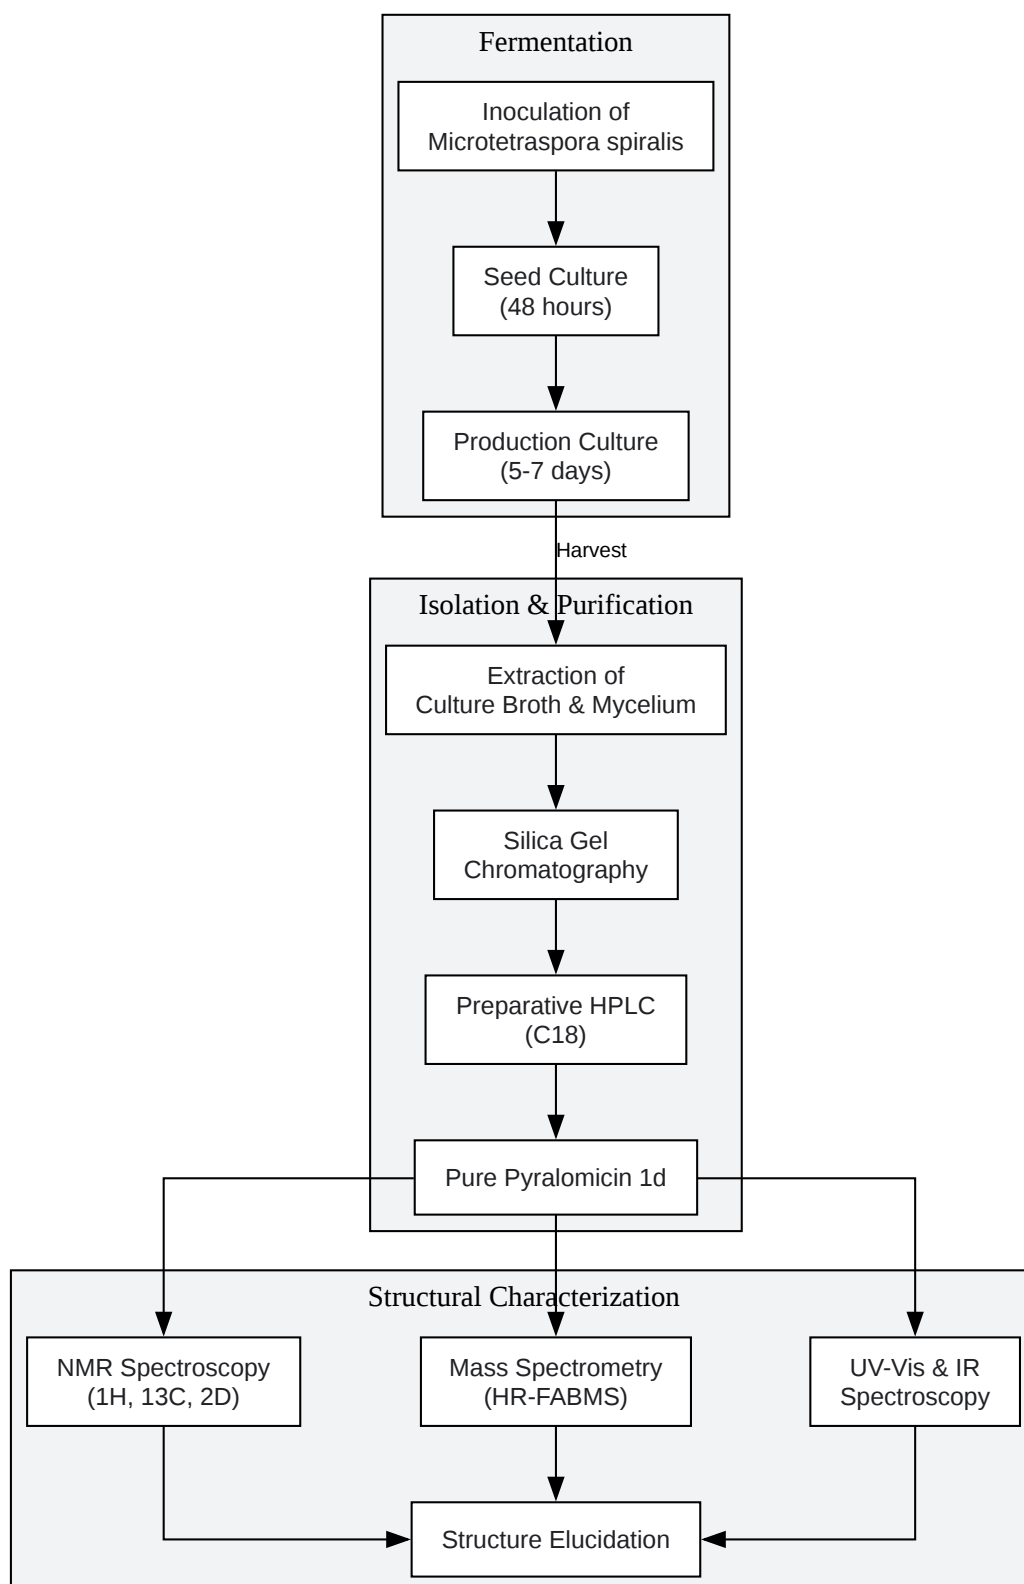 Fermentation
Inoculation of
Microtetraspora spiralis
Seed Culture
(48 hours)
Production Culture
(5-7 days)
Harvest
Isolation & Purification
Extraction of
Culture Broth & Mycelium
Silica Gel
Chromatography
Preparative HPLC
(C18)
Pure Pyralomicin 1d
Structural Characterization
NMR Spectroscopy
(1H, 13C, 2D)
Mass Spectrometry
(HR-FABMS)
UV-Vis & IR
Spectroscopy
Structure Elucidation